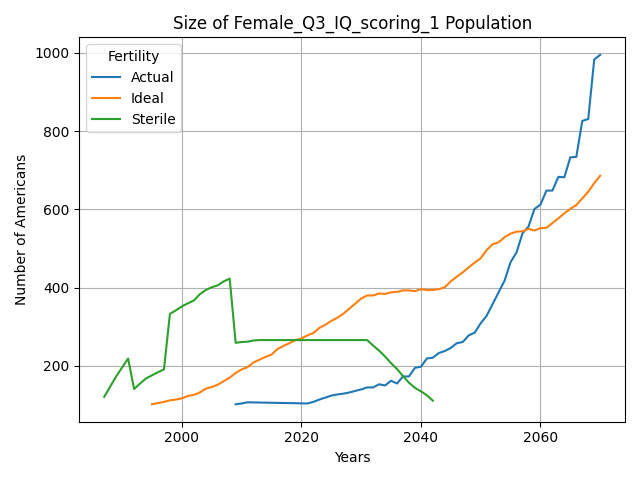 Size of Female_Q3_IQ_scoring_1 Population
Fertility
Actual
Ideal
Sterile
Number of Americans
1000
800
600
400
200
2000
2020
2040
2060
Years